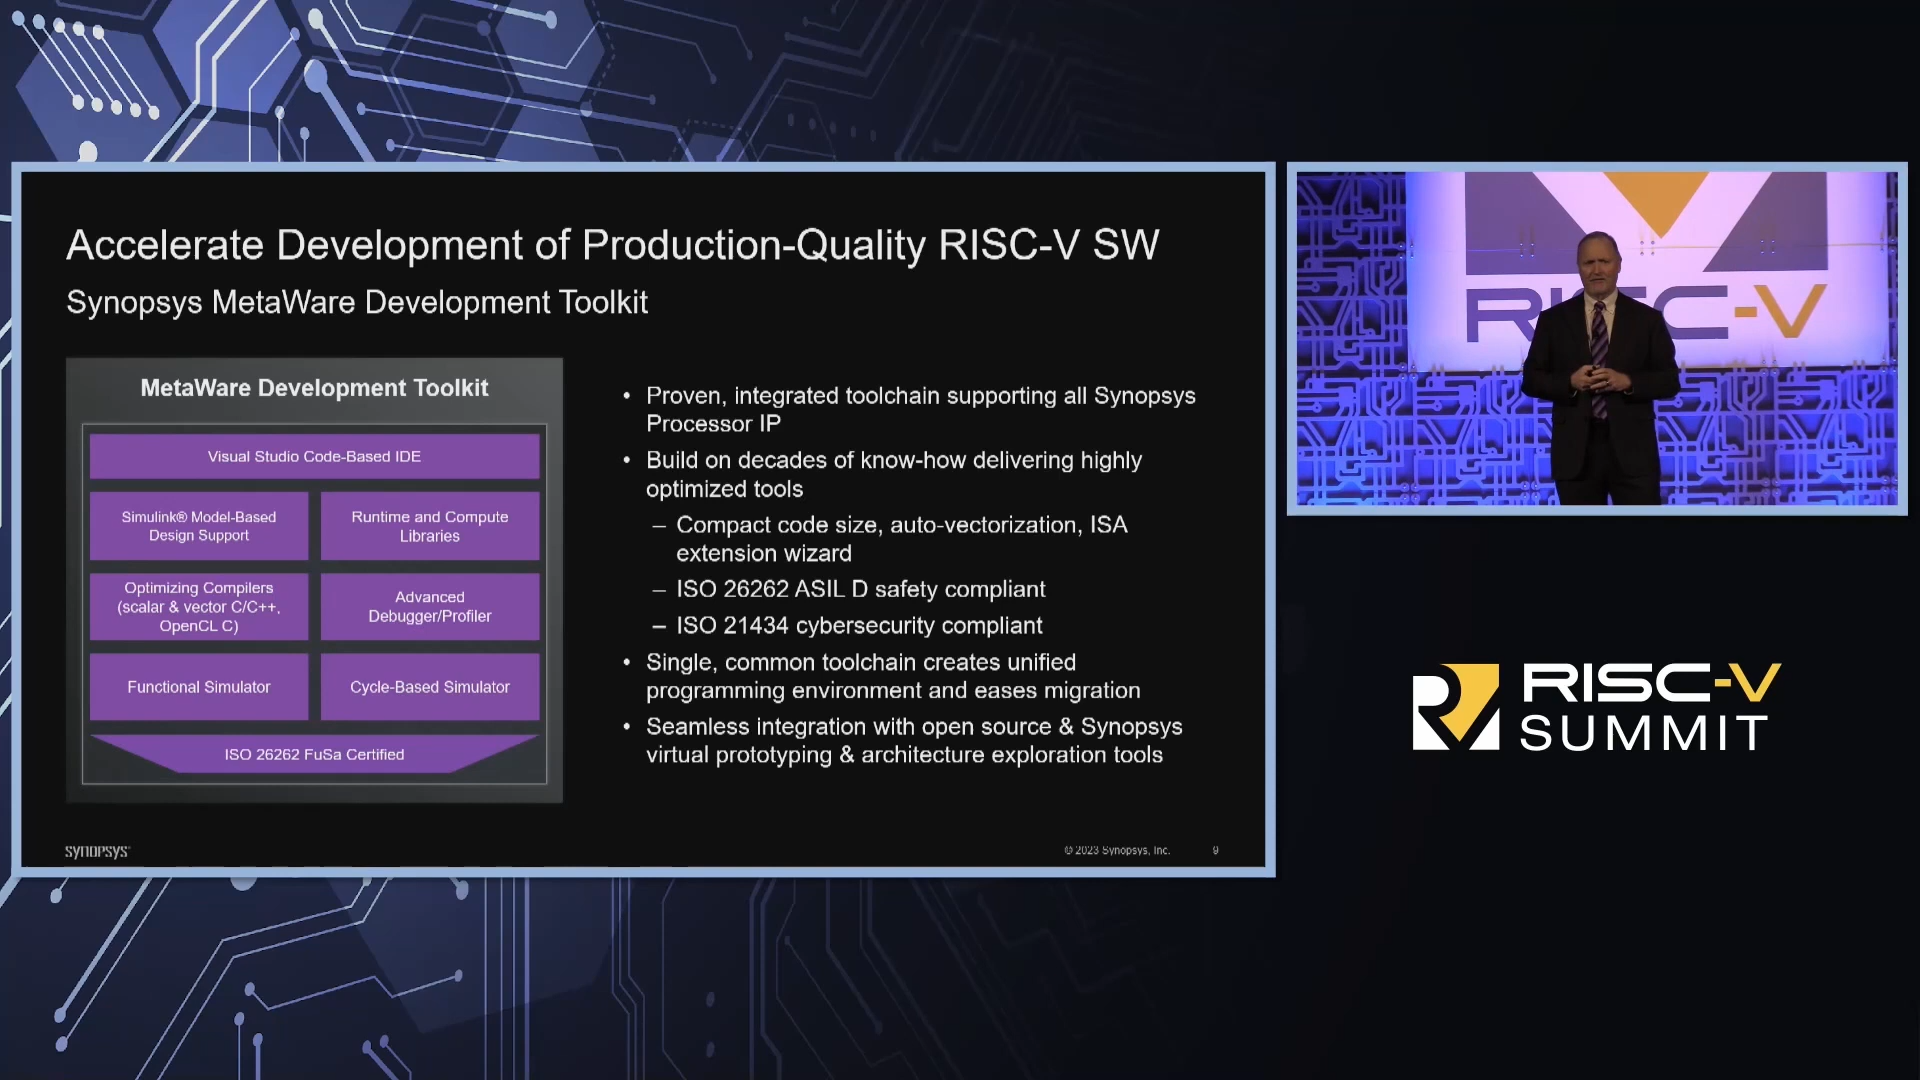 Accelerate Development of Production-Quality RISC-V SW
Synopsys MetaWare Development Toolkit
MetaWare Development Toolkit
Visual Studio Code-Based IDE
Simulink® Model-Based
Design Support
Runtime and Compute
Libraries
Optimizing Compilers
(scalar & vector C/C++,
OpenCL C)
Advanced
Debugger/Profiler
Functional Simulator
Cycle-Based Simulator
ISO 26262 FuSa Certified
• Proven, integrated toolchain supporting all Synopsys
Processor IP
• Build on decades of know-how delivering highly
optimized tools
– Compact code size, auto-vectorization, ISA
extension wizard
– ISO 26262 ASIL D safety compliant
– ISO 21434 cybersecurity compliant
• Single, common toolchain creates unified
programming environment and eases migration
• Seamless integration with open source & Synopsys
virtual prototyping & architecture exploration tools
SYNOPSYS®
© 2023 Synopsys, Inc.
9
RISC-V
RISC-V
SUMMIT